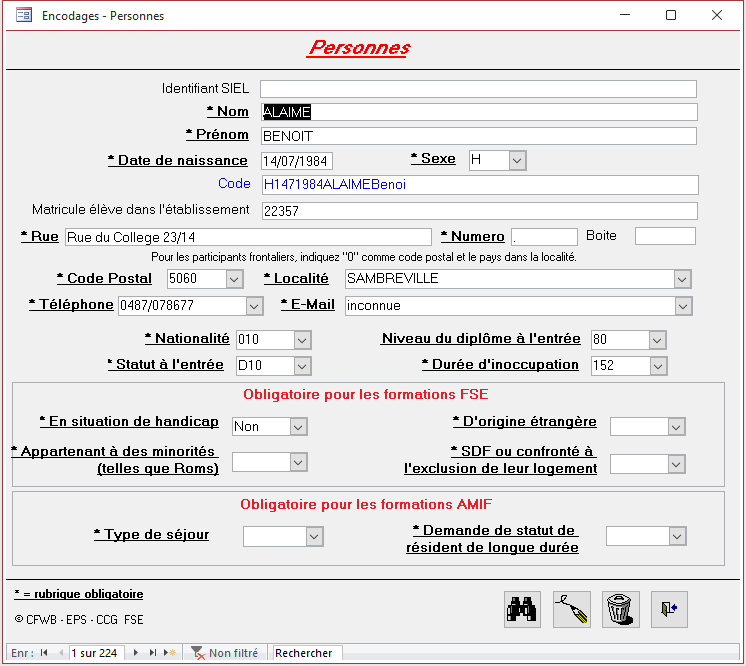 Encodages - Personnes
Personnes
Identifiant SIEL
* Nom ALAIME
* Prénom BENOIT
* Date de naissance 14/07/1984 * Sexe H
Code H1471984ALAIMEBenoi
Matricule élève dans l'établissement 22357
* Rue Rue du College 23/14 * Numero . Boite
Pour les participants frontaliers, indiquez "0" comme code postal et le pays dans la localité.
* Code Postal 5060 * Localité SAMBREVILLE
* Téléphone 0487/078677 * E-Mail inconnue
* Nationalité 010 Niveau du diplôme à l'entrée 80
* Statut à l'entrée D10 * Durée d'inoccupation 152
Obligatoire pour les formations FSE
* En situation de handicap Non * D'origine étrangère
* Appartenant à des minorités
(telles que Roms)
* SDF ou confronté à
l'exclusion de leur logement
Obligatoire pour les formations AMIF
* Type de séjour
* Demande de statut de
résident de longue durée
* = rubrique obligatoire
© CFWB - EPS - CCG FSE
Enr : 1 sur 224 Non filtré Rechercher